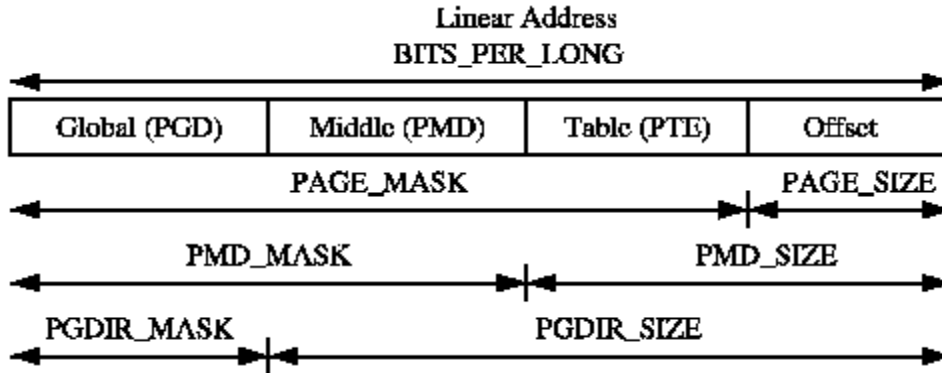 Linear Address
BITS_PER_LONG
Global (PGD) Middle (PMD) Table (PTE) Offset
PAGE_MASK PAGE_SIZE
PMD_MASK PMD_SIZE
PGDIR_MASK PGDIR_SIZE